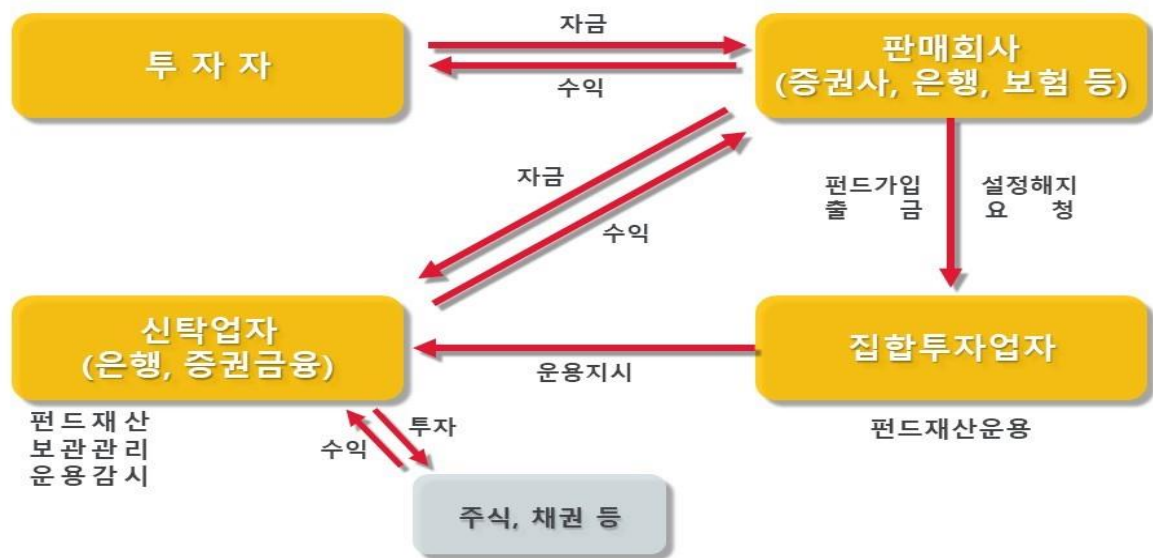 투 자 자
자금
수익
판매회사
(증권사, 은행, 보험 등)
자금
수익
펀드가입 설정해지
출 금 요 청
신탁업자
(은행, 증권금융)
운용지시
집합투자업자
펀드재산
보관관리
운용감시
수익
투자
펀드재산운용
주식, 채권 등